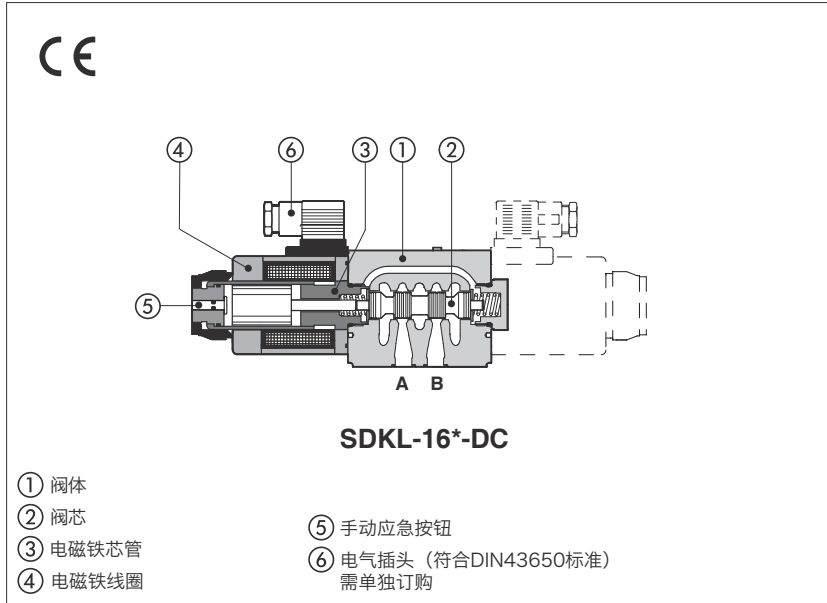 CE
④ ⑥ ③ ① ②
⑤
A B
SDKL-16*-DC
① 阀体
② 阀芯
③ 电磁铁芯管
④ 电磁铁线圈
⑤ 手动应急按钮
⑥ 电气插头（符合DIN43650标准）
需单独订购